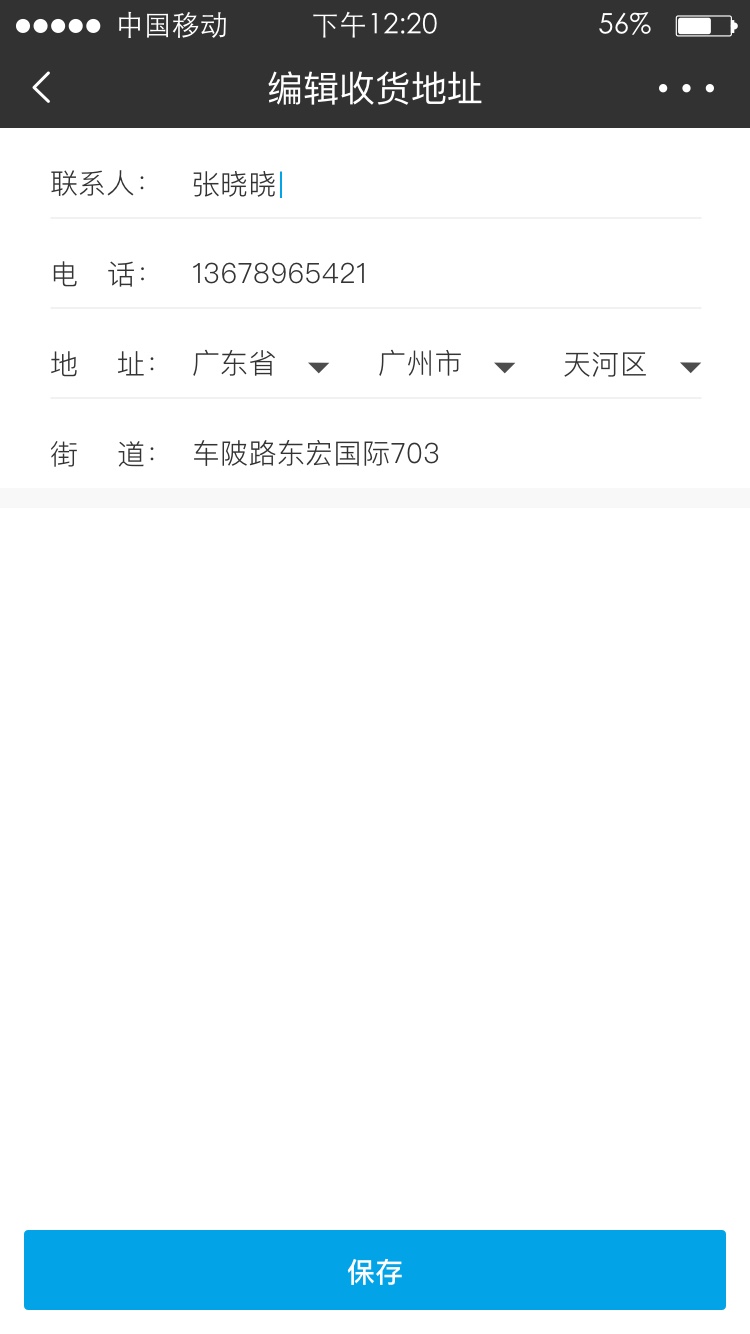 中国移动 下午12:20 56%
编辑收货地址
联系人： 张晓晓
电 话： 13678965421
地 址： 广东省 广州市 天河区
街 道： 车陂路东宏国际703
保存